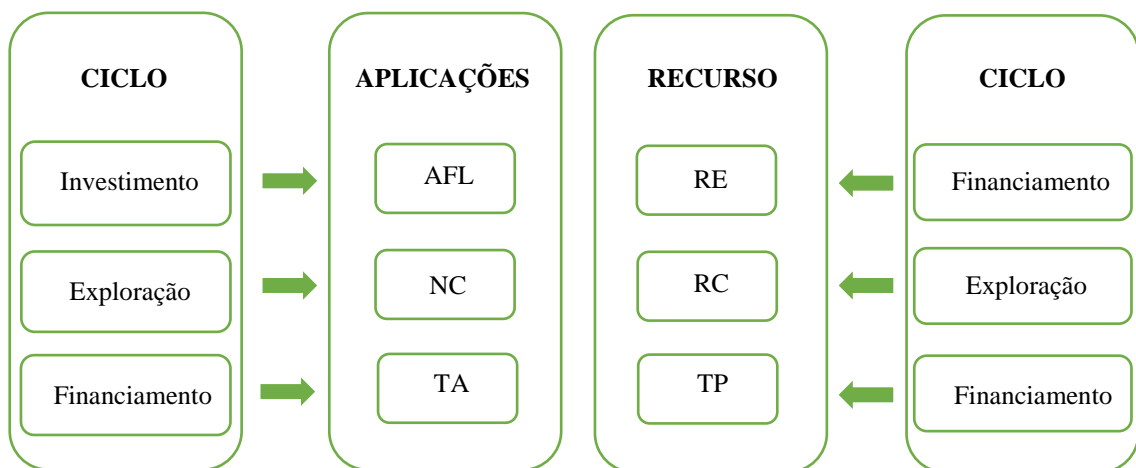 CICLO
Investimento
Exploração
Financiamento
APLICAÇÕES
AFL
NC
TA
RECURSO
RE
RC
TP
CICLO
Financiamento
Exploração
Financiamento